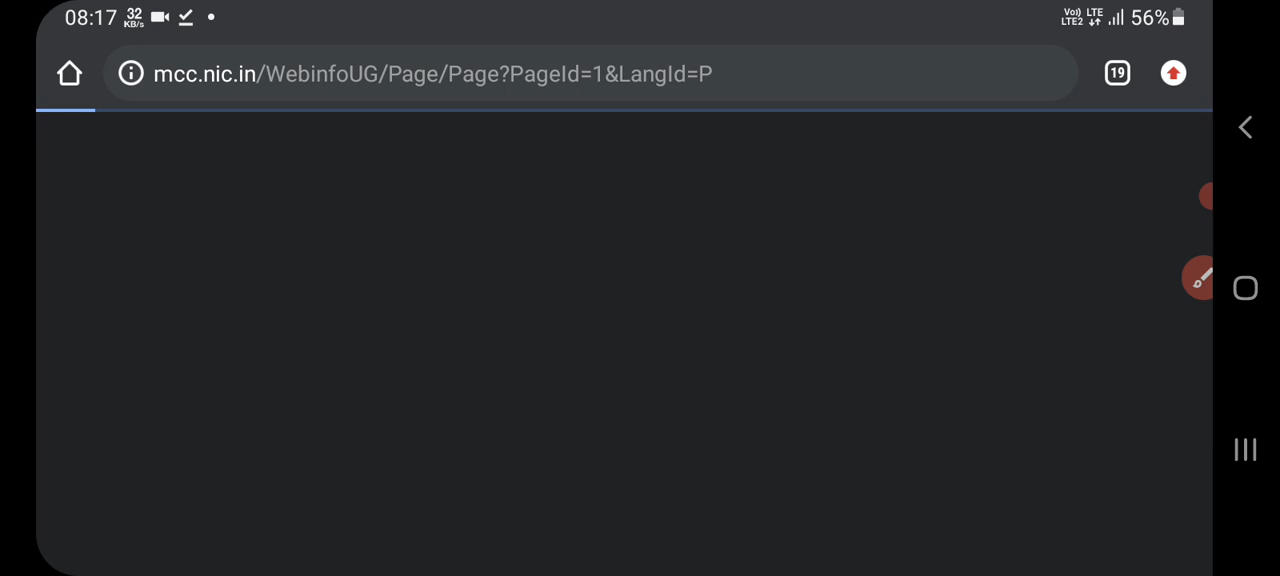 08:17 32 KB/s Vo)) LTE LTE2 56%
mcc.nic.in/WebinfoUG/Page/Page?PageId=1&LangId=P 19